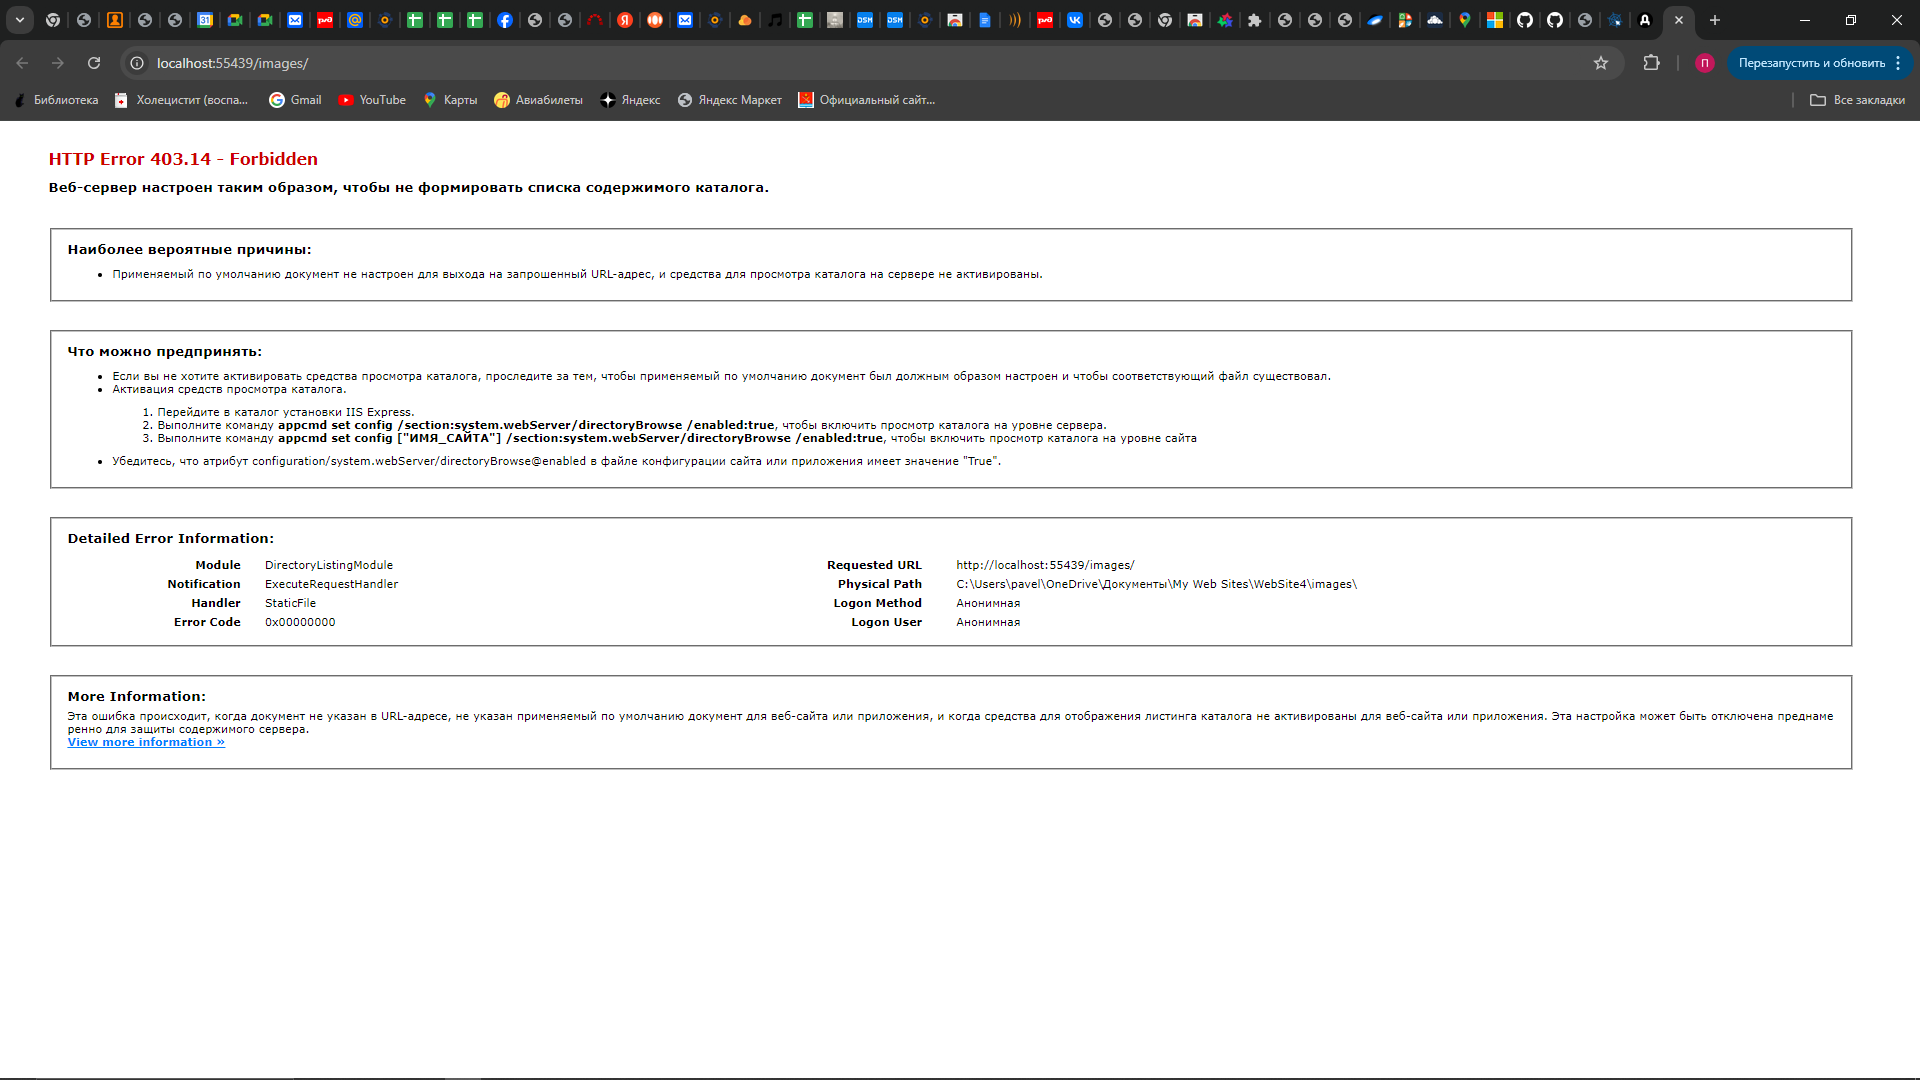 localhost:55439/images/
Перезапустить и обновить
Библиотека
Холецистит (воспа...
Gmail
YouTube
Карты
Авиабилеты
Яндекс
Яндекс Маркет
Официальный сайт...
Все закладки
HTTP Error 403.14 - Forbidden
Веб-сервер настроен таким образом, чтобы не формировать списка содержимого каталога.
Наиболее вероятные причины:
Применяемый по умолчанию документ не настроен для выхода на запрошенный URL-адрес, и средства для просмотра каталога на сервере не активированы.
Что можно предпринять:
Если вы не хотите активировать средства просмотра каталога, проследите за тем, чтобы применяемый по умолчанию документ был должным образом настроен и чтобы соответствующий файл существовал.
Активация средств просмотра каталога.
1. Перейдите в каталог установки IIS Express.
2. Выполните команду appcmd set config /section:system.webServer/directoryBrowse /enabled:true, чтобы включить просмотр каталога на уровне сервера.
3. Выполните команду appcmd set config ["ИМЯ_САЙТА"] /section:system.webServer/directoryBrowse /enabled:true, чтобы включить просмотр каталога на уровне сайта
Убедитесь, что атрибут configuration/system.webServer/directoryBrowse@enabled в файле конфигурации сайта или приложения имеет значение "True".
Detailed Error Information:
Module DirectoryListingModule
Notification ExecuteRequestHandler
Handler StaticFile
Error Code 0x00000000
Requested URL http://localhost:55439/images/
Physical Path C:\Users\pavel\OneDrive\Документы\My Web Sites\WebSite4\images\
Logon Method Анонимная
Logon User Анонимная
More Information:
Эта ошибка происходит, когда документ не указан в URL-адресе, не указан применяемый по умолчанию документ для веб-сайта или приложения, и когда средства для отображения листинга каталога не активированы для веб-сайта или приложения. Эта настройка может быть отключена преднаме
ренно для защиты содержимого сервера.
View more information »